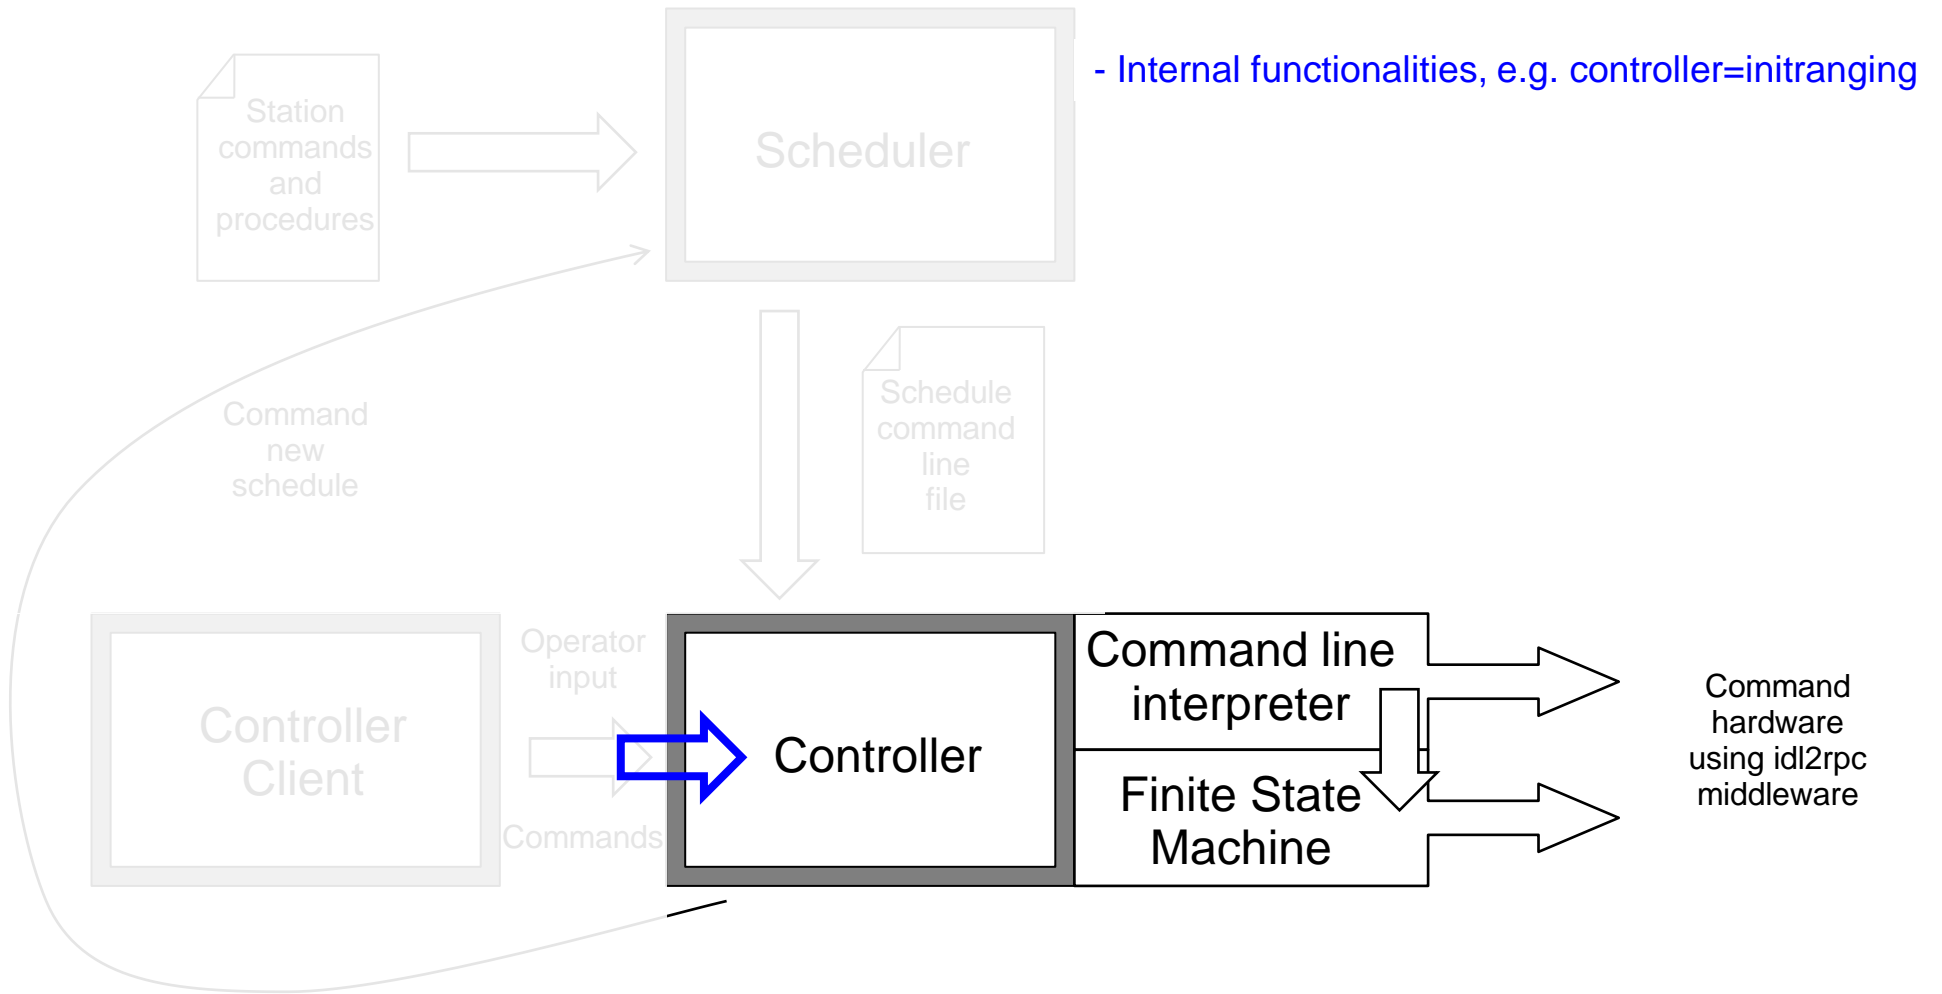 - Internal functionalities, e.g. controller=initranging
Station
commands
and
procedures
Scheduler
Command
new
schedule
Schedule
command
line
file
Controller
Client
Operator
input
Commands
Controller
Command line
interpreter
Finite State
Machine
Command
hardware
using idl2rpc
middleware